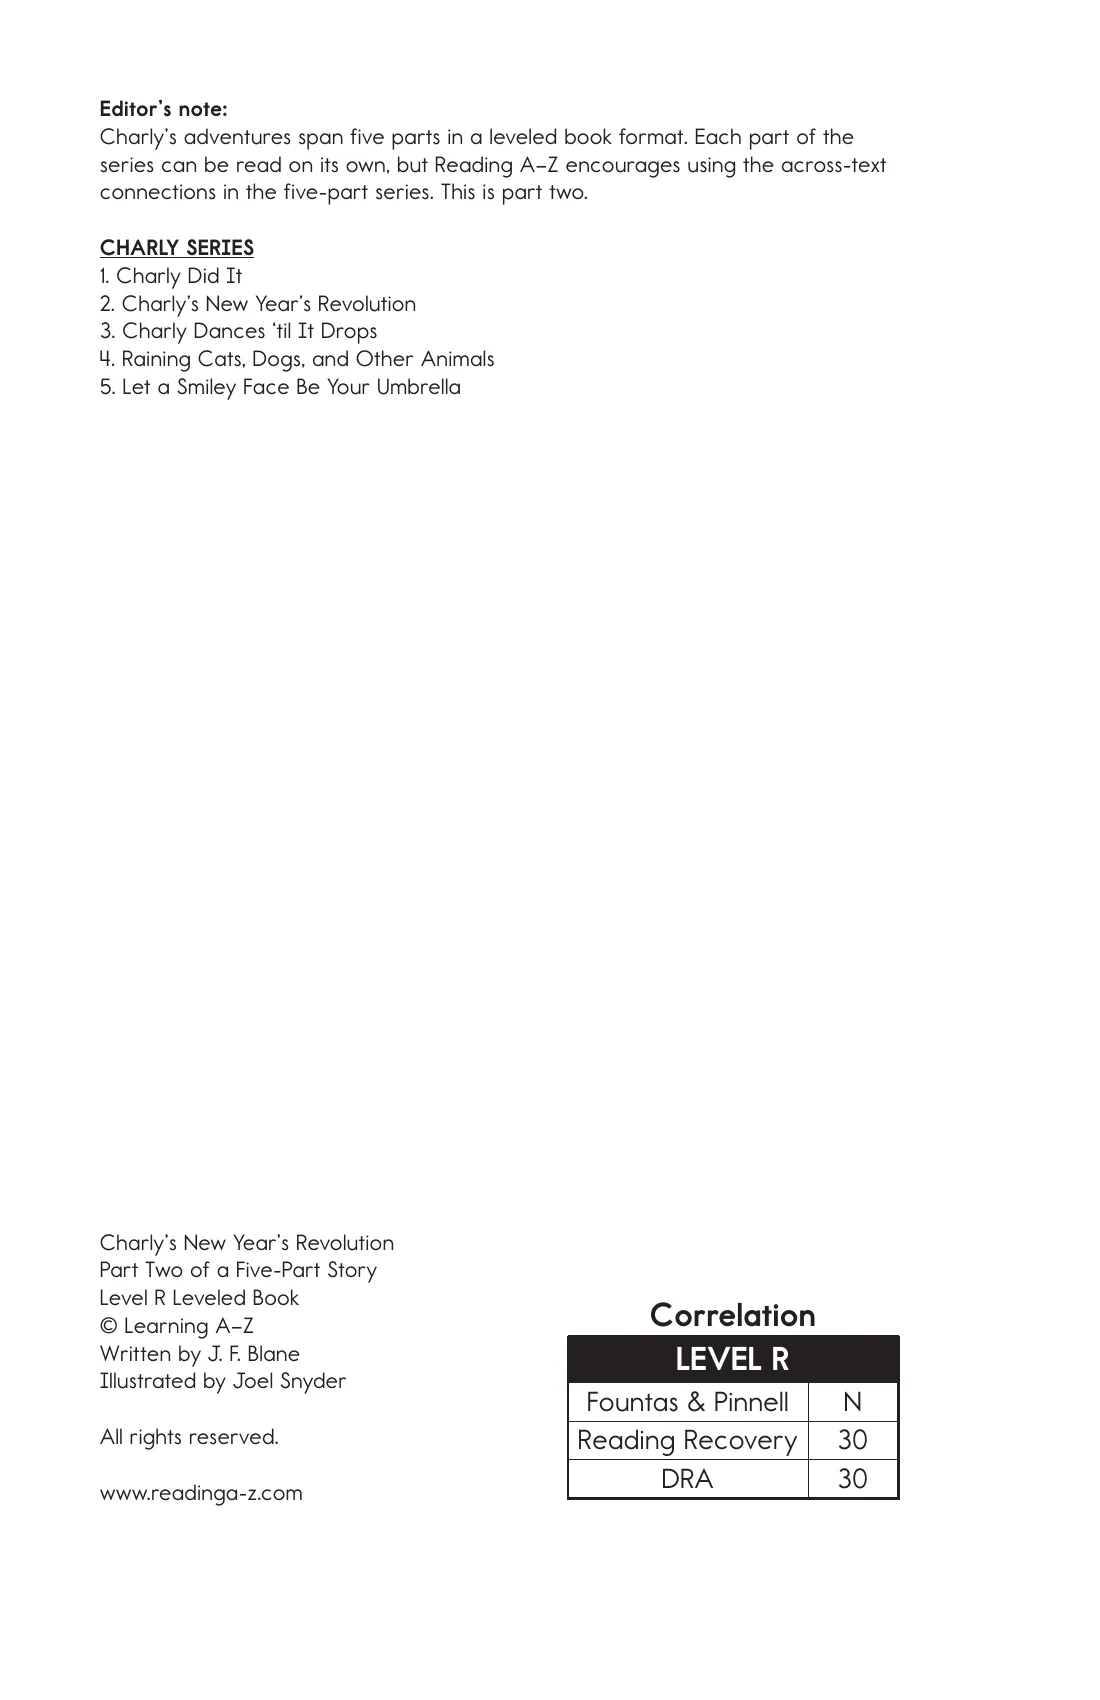 Editor's note:
Charly's adventures span five parts in a leveled book format. Each part of the
series can be read on its own, but Reading A–Z encourages using the across-text
connections in the five-part series. This is part two.
CHARLY SERIES
1. Charly Did It
2. Charly's New Year's Revolution
3. Charly Dances ‘til It Drops
4. Raining Cats, Dogs, and Other Animals
5. Let a Smiley Face Be Your Umbrella
Charly's New Year's Revolution
Part Two of a Five-Part Story
Level R Leveled Book
© Learning A–Z
Written by J. F. Blane
Illustrated by Joel Snyder
All rights reserved.
www.readinga-z.com
Correlation
LEVEL R
Fountas & Pinnell N
Reading Recovery 30
DRA 30